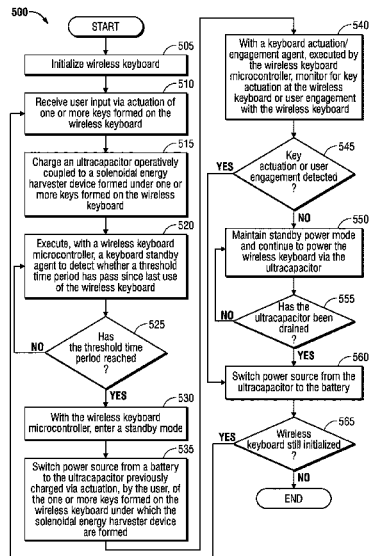 500
START
505
Initialize wireless keyboard
510
Receive user input via actuation of
one or more keys formed on the
wireless keyboard
515
Charge an ultracapacitor operatively
coupled to a solenoidal energy
harvester device formed under one or
more keys formed on the wireless
keyboard
520
Execute, with a wireless keyboard
microcontroller, a keyboard standby
agent to detect whether a threshold
time period has pass since last use
of the wireless keyboard
525
Has
the threshold time
period reached
?
NO
YES
530
With the wireless keyboard
microcontroller, enter a standby mode
535
Switch power source from a battery
to the ultracapacitor previously
charged via actuation, by the user, of
the one or more keys formed on the
wireless keyboard under which the
solenoidal energy harvester device
are formed
540
With a keyboard actuation/
engagement agent, executed by the
wireless keyboard microcontroller,
monitor for key
actuation at the
wireless keyboard or user engagement
with the wireless keyboard
545
YES
Key
actuation or user
engagement detected
?
NO
550
Maintain standby power mode
and continue to power the
wireless keyboard via the
ultracapacitor
555
NO
Has the
ultracapacitor been
drained
?
YES
560
Switch power source from the
ultracapacitor to the battery
565
YES
Wireless
keyboard still initialized
?
NO
END